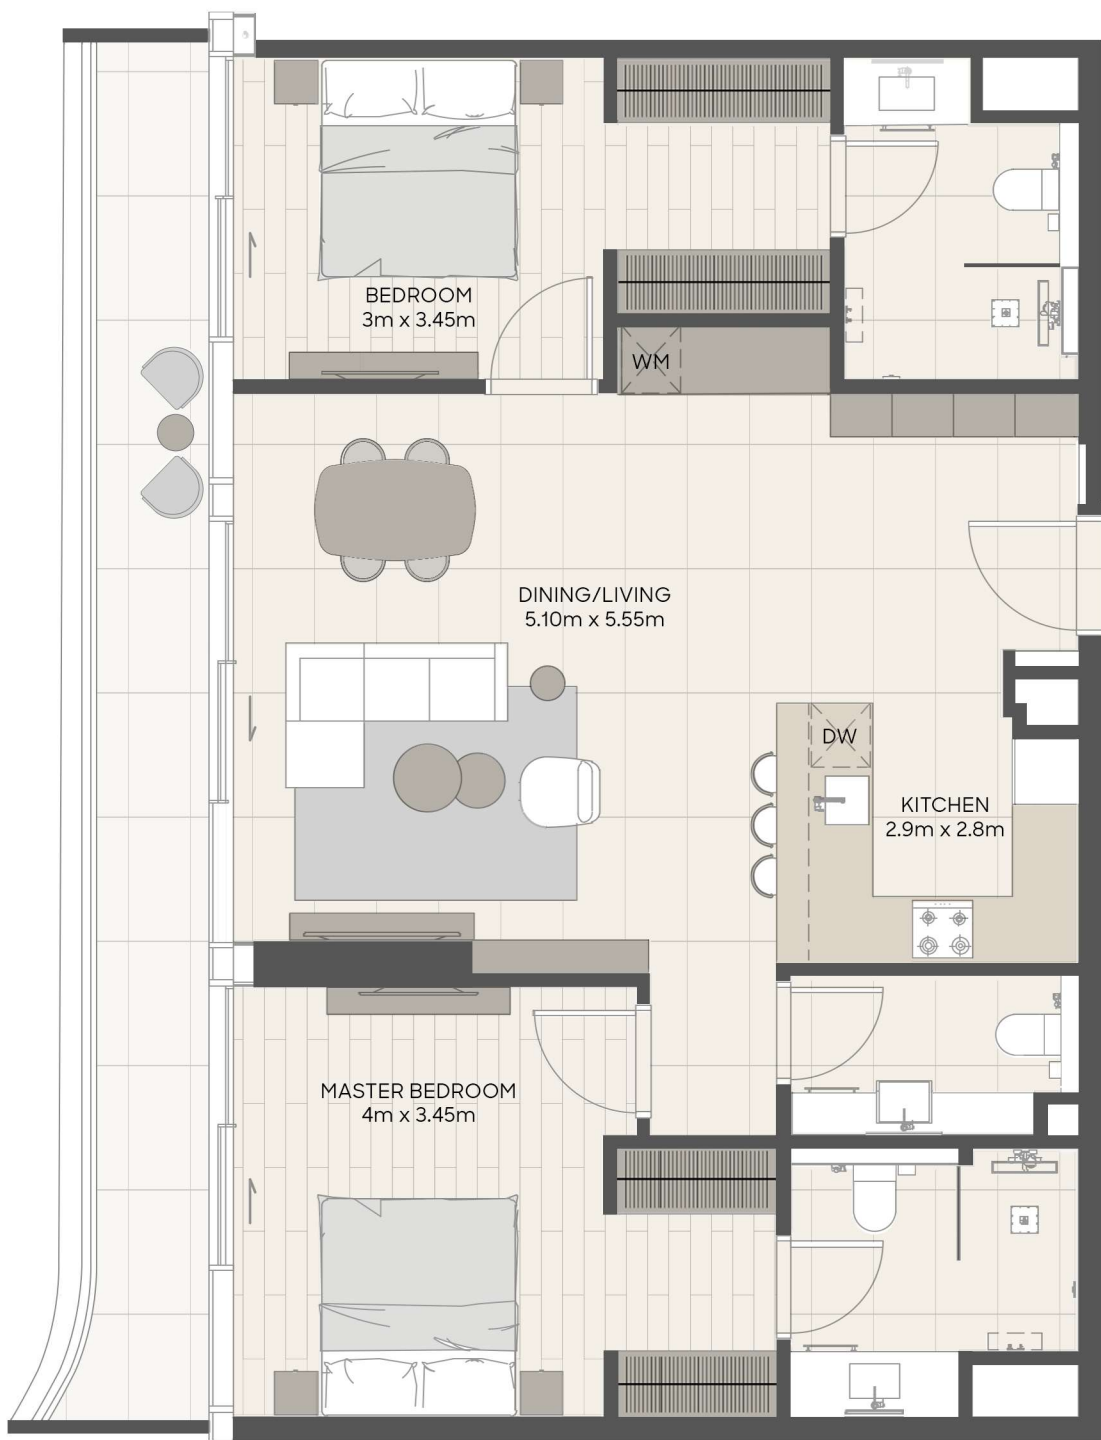 BEDROOM
3m x 3.45m
WM
DINING/LIVING
5.10m x 5.55m
DW
KITCHEN
2.9m x 2.8m
MASTER BEDROOM
4m x 3.45m